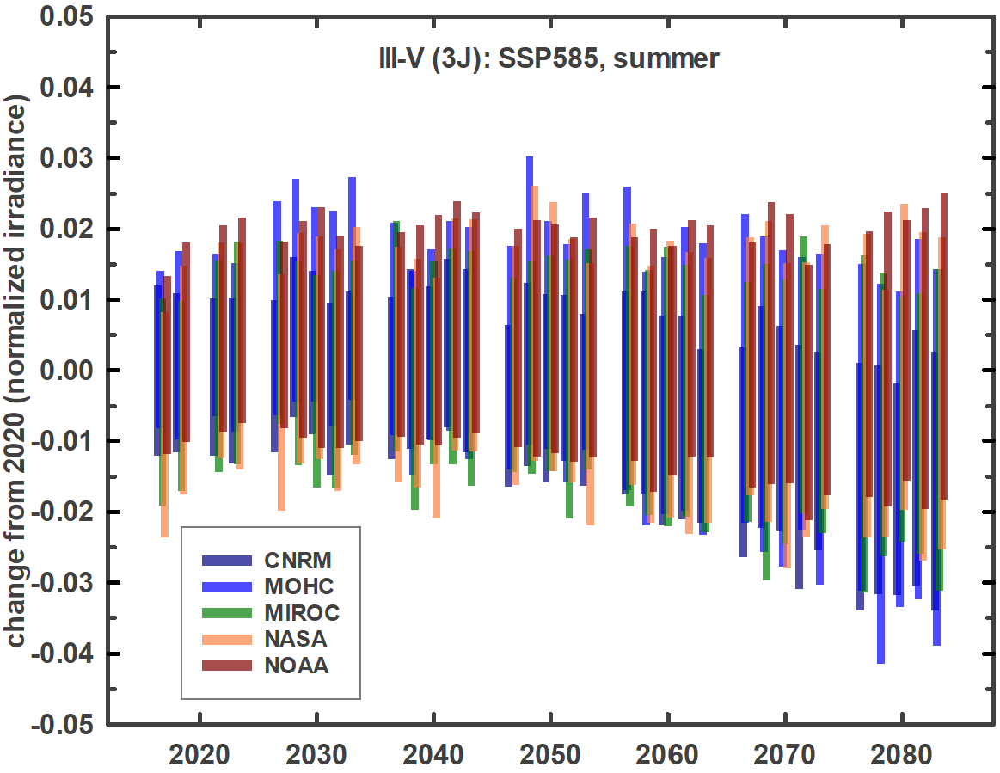 III-V (3J): SSP585, summer
change from 2020 (normalized irradiance)
0.05
0.04
0.03
0.02
0.01
0.00
-0.01
-0.02
-0.03
-0.04
-0.05
CNRM
MOHC
MIROC
NASA
NOAA
2020 2030 2040 2050 2060 2070 2080